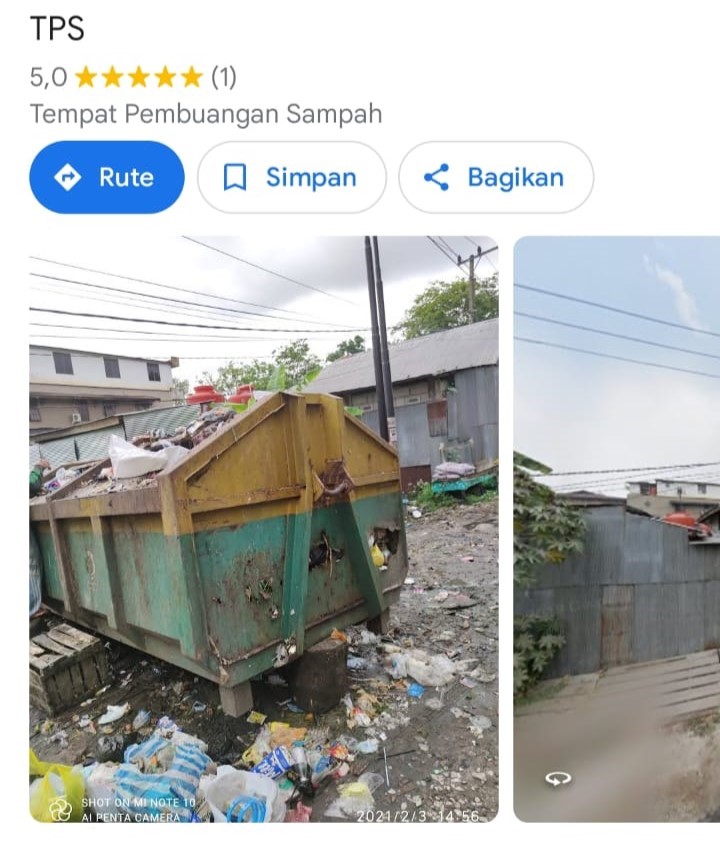 TPS
5,0 (1)
Tempat Pembuangan Sampah
Rute
Simpan
Bagikan
SHOT ON MI NOTE 10
AI PENTA CAMERA
2021/2/3 14:56